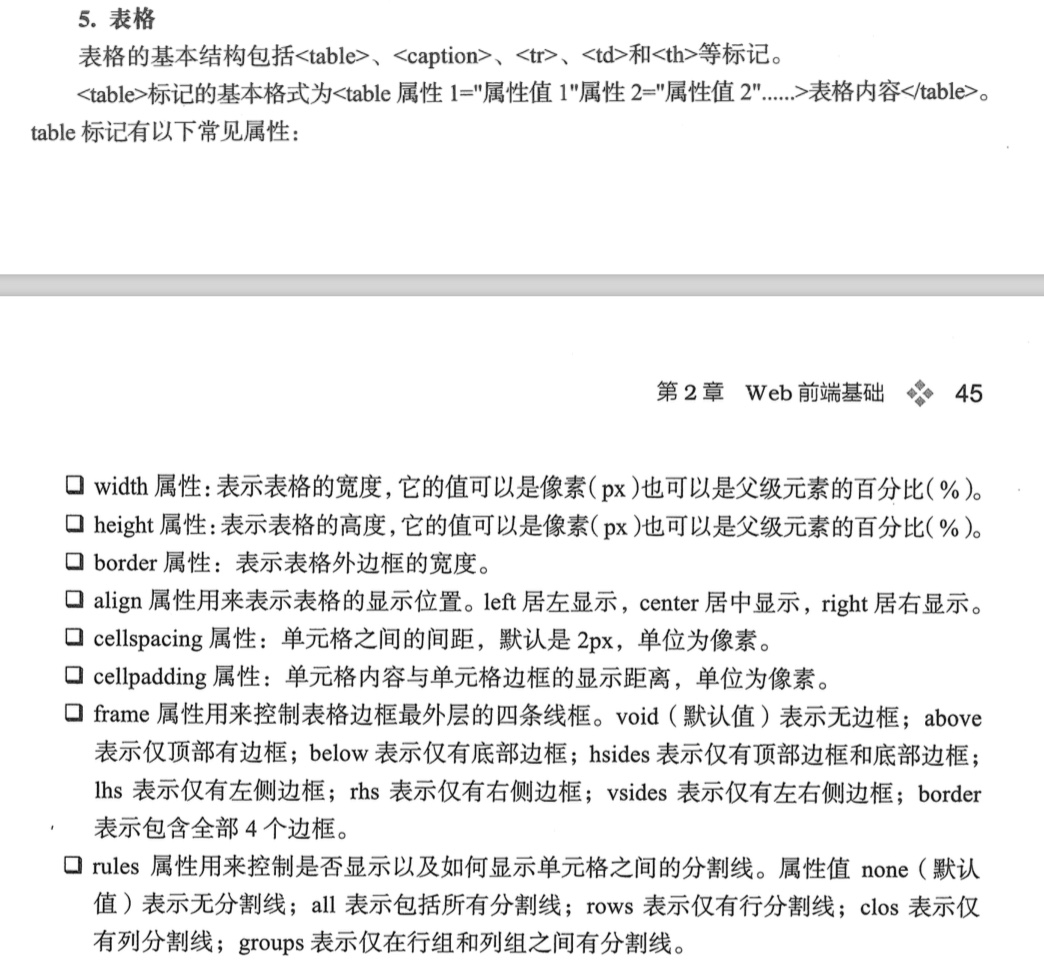 5. 表格
表格的基本结构包括<table>、<caption>、<tr>、<td>和<th>等标记。
<table>标记的基本格式为<table 属性 1="属性值 1"属性 2="属性值 2"......>表格内容</table>。
table 标记有以下常见属性：
第 2 章 Web 前端基础 ❖ 45
❑ width 属性：表示表格的宽度，它的值可以是像素（px）也可以是父级元素的百分比（%）。
❑ height 属性：表示表格的高度，它的值可以是像素（px）也可以是父级元素的百分比（%）。
❑ border 属性：表示表格外边框的宽度。
❑ align 属性用来表示表格的显示位置。left 居左显示，center 居中显示，right 居右显示。
❑ cellspacing 属性：单元格之间的间距，默认是 2px，单位为像素。
❑ cellpadding 属性：单元格内容与单元格边框的显示距离，单位为像素。
❑ frame 属性用来控制表格边框最外层的四条线框。void（默认值）表示无边框；above
表示仅顶部有边框；below 表示仅有底部边框；hsides 表示仅有顶部边框和底部边框；
lhs 表示仅有左侧边框；rhs 表示仅有右侧边框；vsides 表示仅有左右侧边框；border
表示包含全部 4 个边框。
❑ rules 属性用来控制是否显示以及如何显示单元格之间的分割线。属性值 none（默认
值）表示无分割线；all 表示包括所有分割线；rows 表示仅有行分割线；clos 表示仅
有列分割线；groups 表示仅在行组和列组之间有分割线。